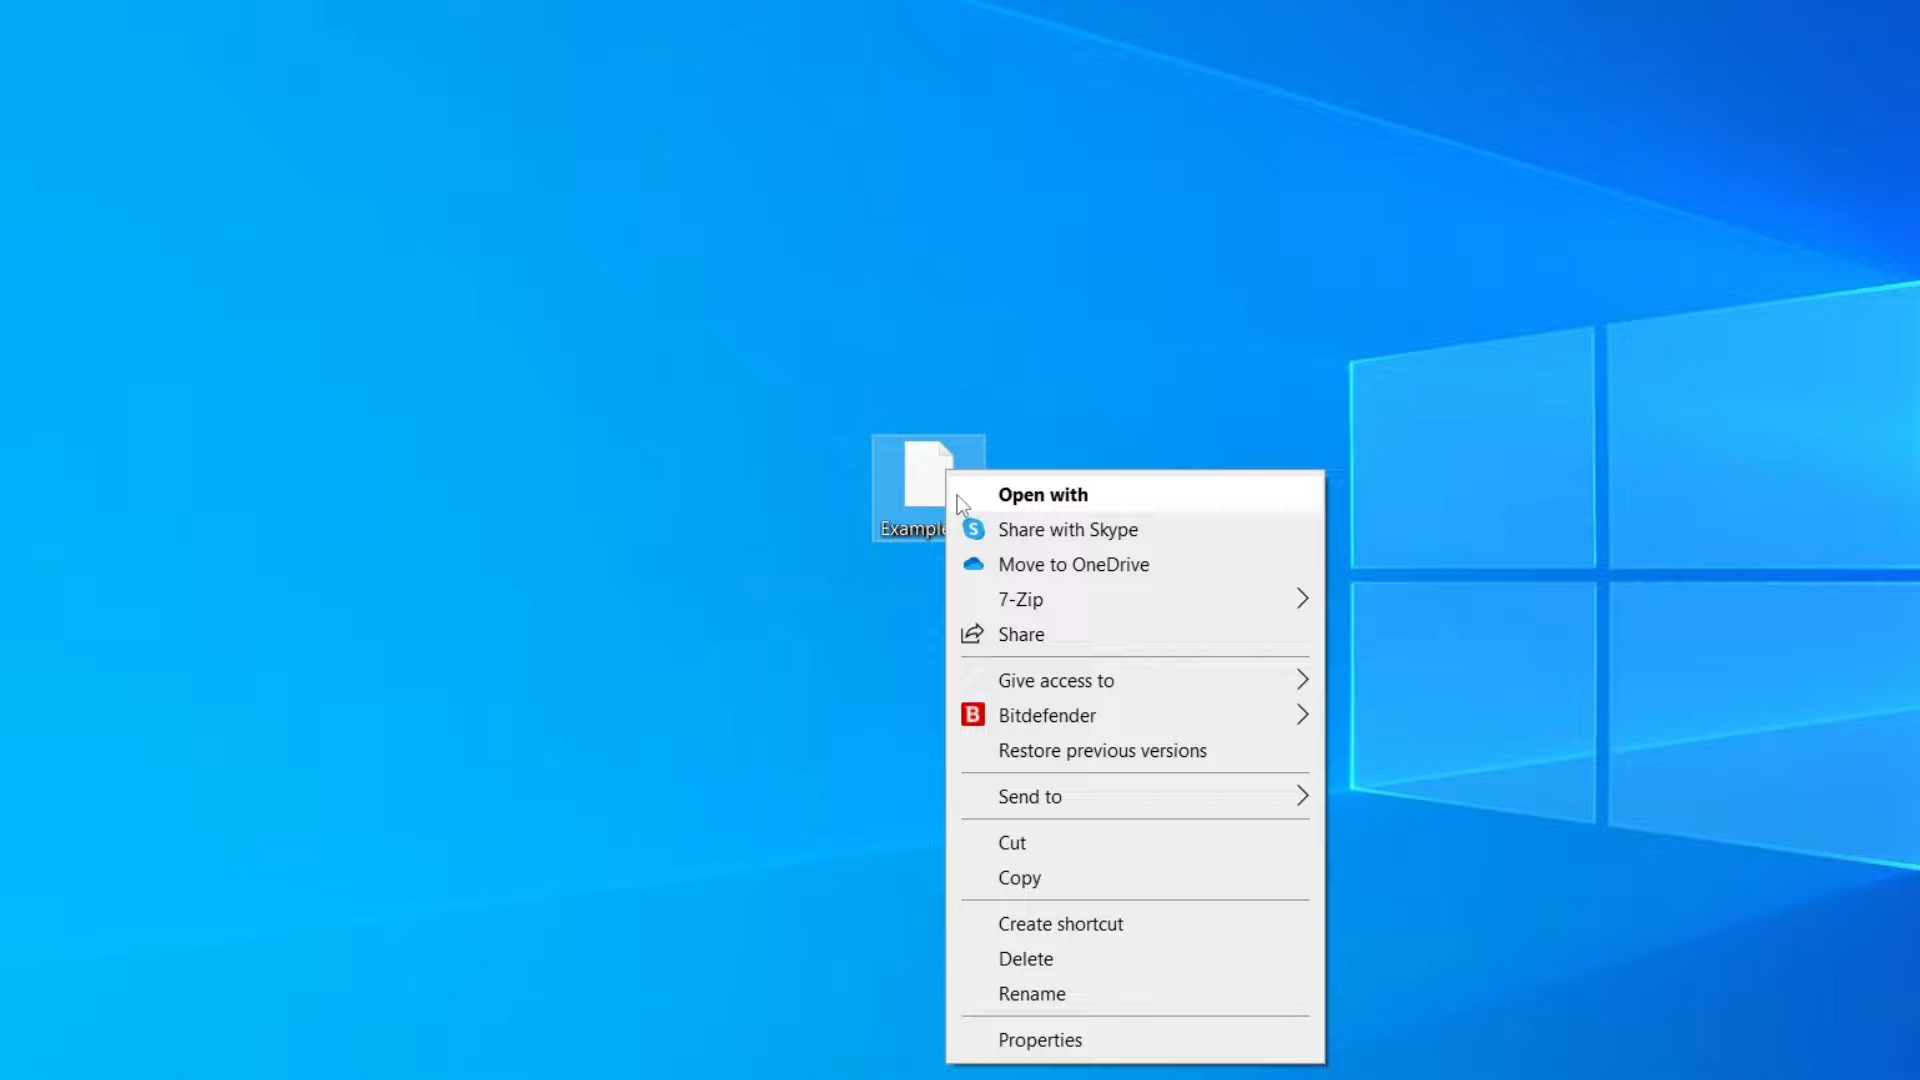 Example
Open with
S
Share with Skype
Move to OneDrive
7-Zip
Share
Give access to
B
Bitdefender
Restore previous versions
Send to
Cut
Copy
Create shortcut
Delete
Rename
Properties